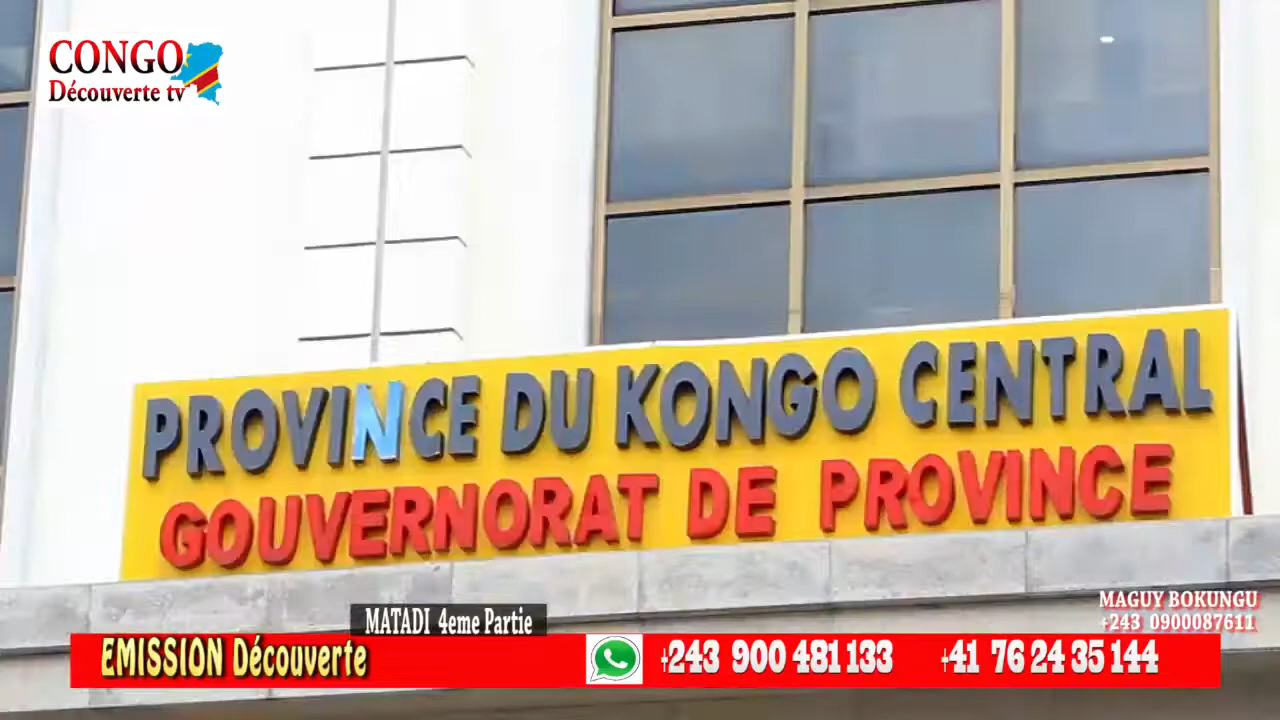 CONGO
Découverte tv
PROVINCE DU KONGO CENTRAL
GOUVERNORAT DE PROVINCE
MAGUY BOKUNGU
+243 0900087611
MATADI 4eme Partie
EMISSION Découverte
+243 900 481 133 +41 76 24 35 144